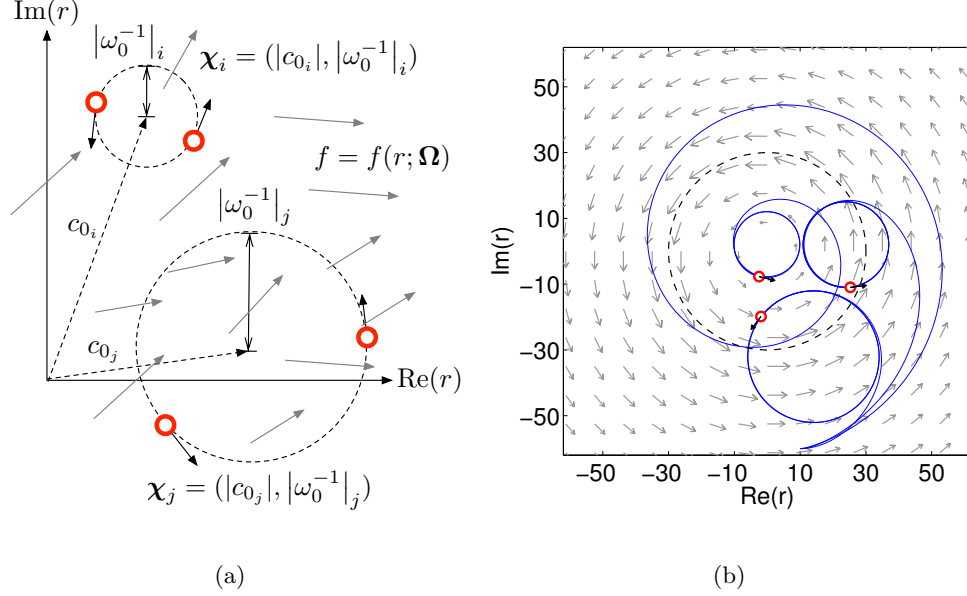 Im(r)
|ω₀⁻¹|ᵢ
χᵢ = (|c₀ᵢ|, |ω₀⁻¹|ᵢ)
f = f(r; Ω)
c₀ᵢ
|ω₀⁻¹|ⱼ
c₀ⱼ
Re(r)
χⱼ = (|c₀ⱼ|, |ω₀⁻¹|ⱼ)
(a)
50
30
10
−10
−30
−50
Im(r)
−50 −30 −10 10 30 50
Re(r)
(b)